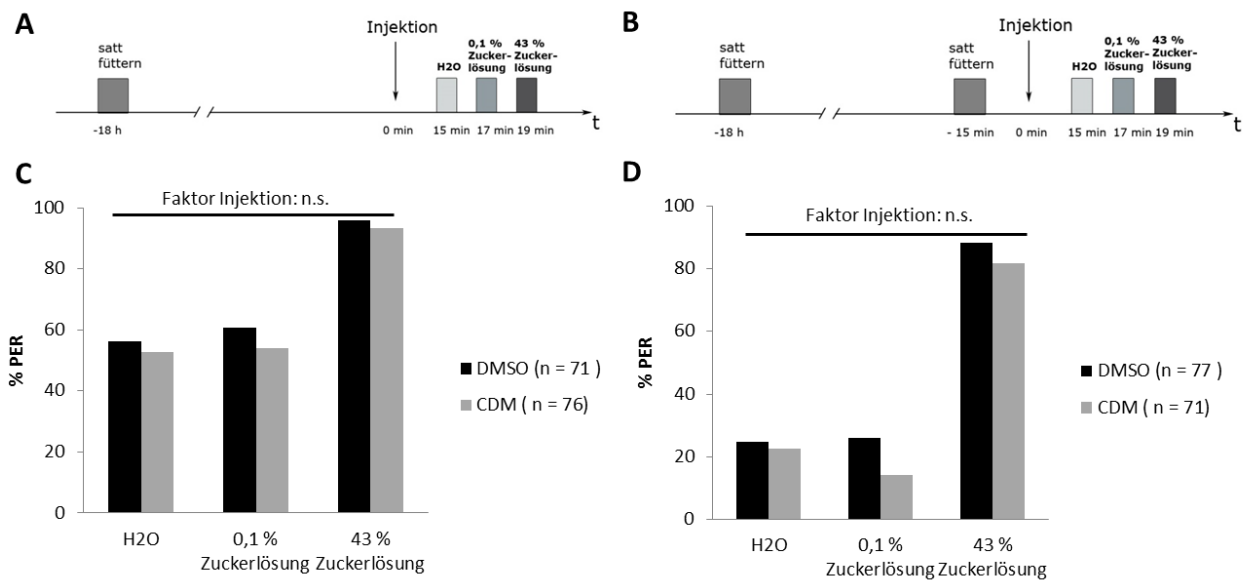 A
Injektion
satt
füttern
H2O
0,1 %
Zucker-
lösung
43 %
Zucker-
lösung
t
-18 h
0 min
15 min
17 min
19 min
B
Injektion
satt
füttern
satt
füttern
H2O
0,1 %
Zucker-
lösung
43 %
Zucker-
lösung
t
-18 h
- 15 min
0 min
15 min
17 min
19 min
C
Faktor Injektion: n.s.
% PER
100
80
60
40
20
0
H2O
0,1 %
Zuckerlösung
43 %
Zuckerlösung
DMSO (n = 71 )
CDM ( n = 76)
D
Faktor Injektion: n.s.
% PER
100
80
60
40
20
0
H2O
0,1 %
Zuckerlösung
43 %
Zuckerlösung
DMSO (n = 77 )
CDM ( n = 71)